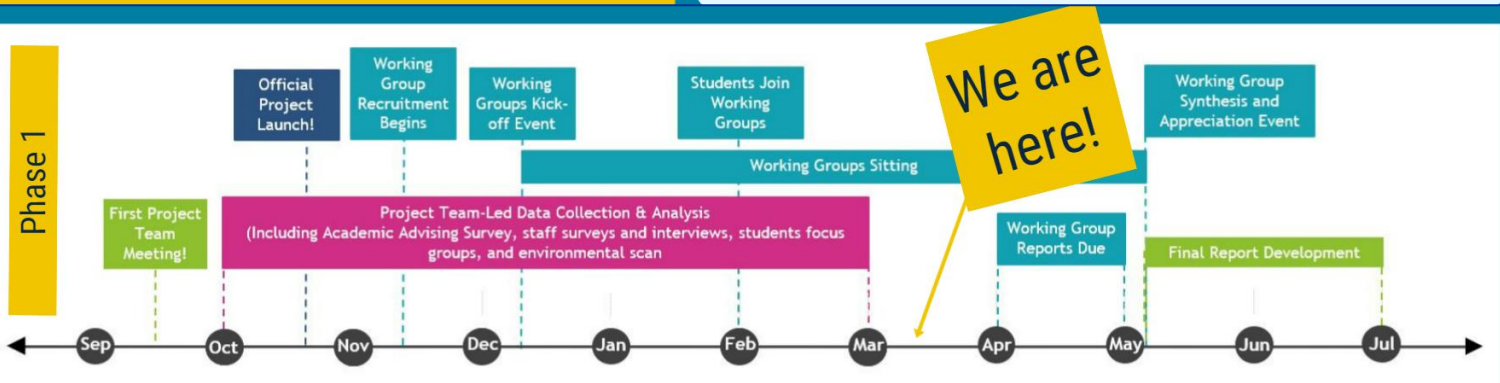 Phase 1
Official
Project
Launch!
Working
Group
Recruitment
Begins
Working
Groups Kick-
off Event
Students Join
Working
Groups
We are
here!
Working Group
Synthesis and
Appreciation Event
Working Groups Sitting
First Project
Team
Meeting!
Project Team-Led Data Collection & Analysis
(Including Academic Advising Survey, staff surveys and interviews, students focus
groups, and environmental scan
Working Group
Reports Due
Final Report Development
Sep
Oct
Nov
Dec
Jan
Feb
Mar
Apr
May
Jun
Jul